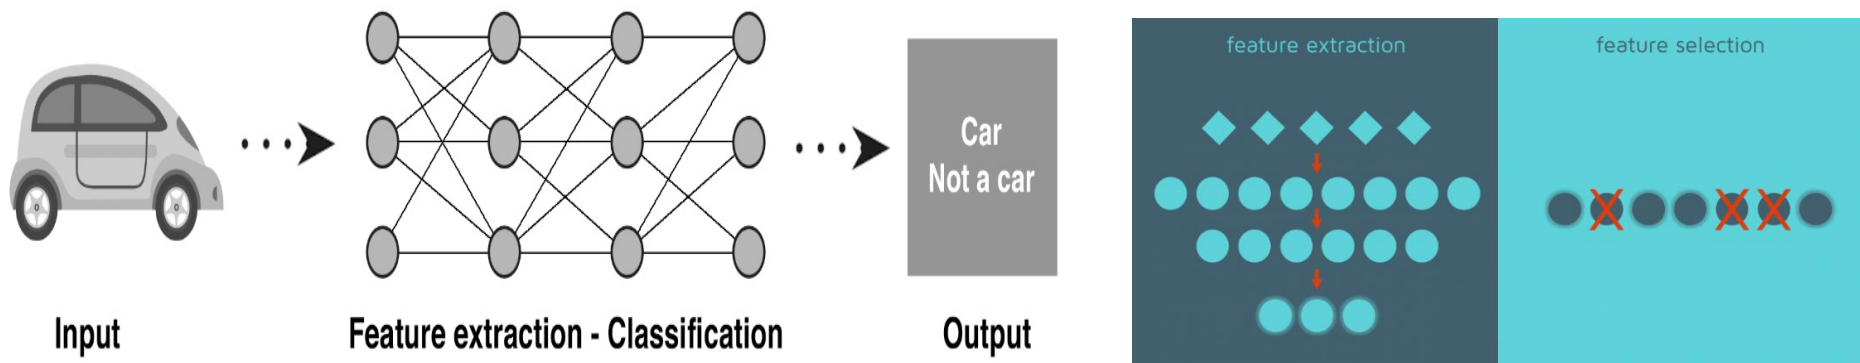 Input
Feature extraction - Classification
Car
Not a car
Output
feature extraction
feature selection